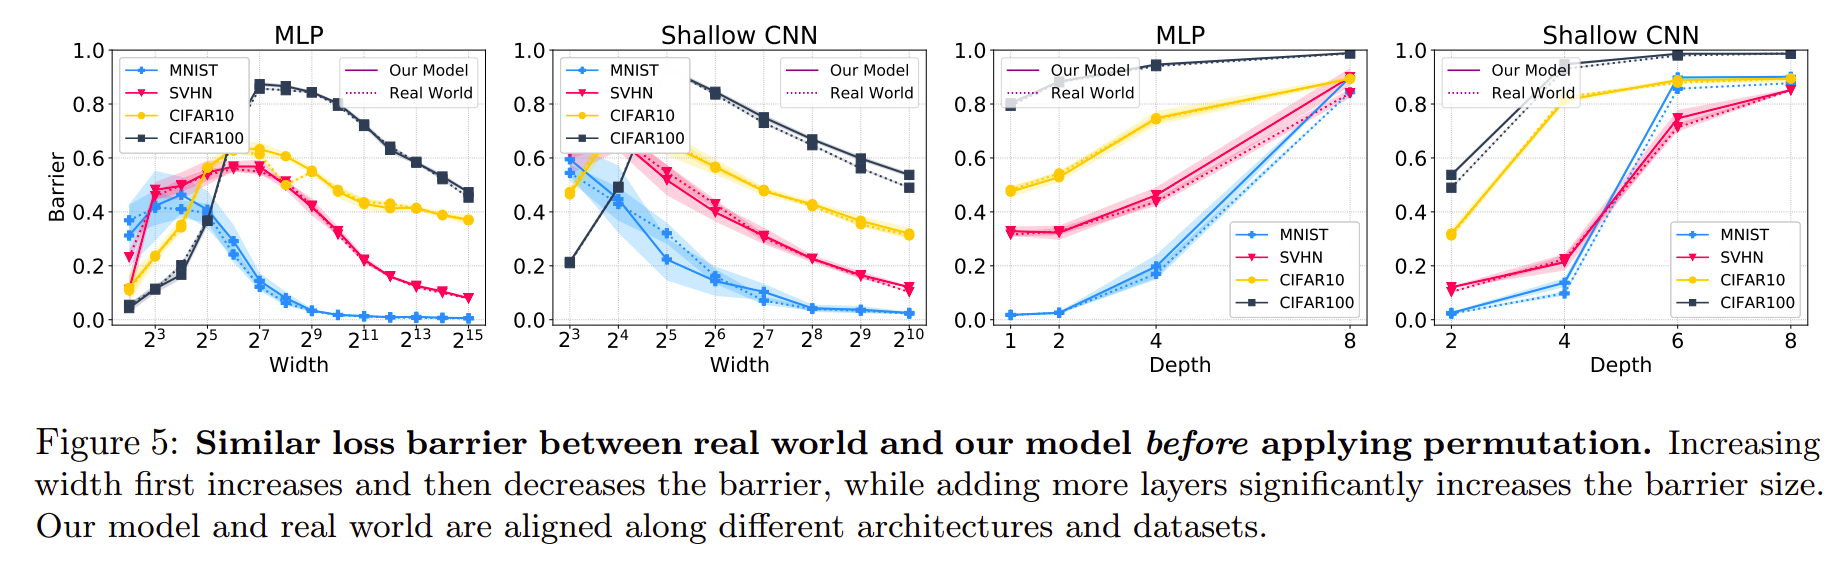 MLP
Barrier
1.0
0.8
0.6
0.4
0.2
0.0
MNIST
SVHN
CIFAR10
CIFAR100
Our Model
Real World
2^3 2^5 2^7 2^9 2^11 2^13 2^15
Width
Shallow CNN
1.0
0.8
0.6
0.4
0.2
0.0
MNIST
SVHN
CIFAR10
CIFAR100
Our Model
Real World
2^3 2^4 2^5 2^6 2^7 2^8 2^9 2^10
Width
MLP
1.0
0.8
0.6
0.4
0.2
0.0
Our Model
Real World
MNIST
SVHN
CIFAR10
CIFAR100
1 2 4 8
Depth
Shallow CNN
1.0
0.8
0.6
0.4
0.2
0.0
Our Model
Real World
MNIST
SVHN
CIFAR10
CIFAR100
2 4 6 8
Depth
Figure 5: Similar loss barrier between real world and our model before applying permutation. Increasing
width first increases and then decreases the barrier, while adding more layers significantly increases the barrier size.
Our model and real world are aligned along different architectures and datasets.